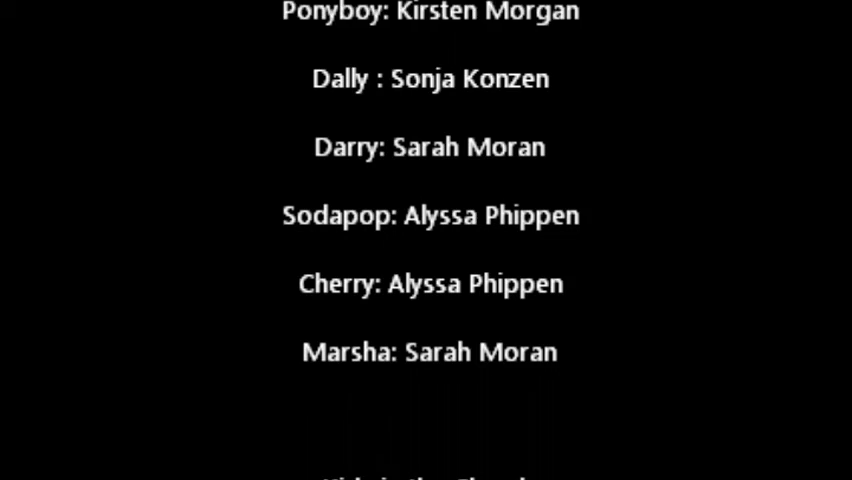 Ponyboy: Kirsten Morgan
Dally : Sonja Konzen
Darry: Sarah Moran
Sodapop: Alyssa Phippen
Cherry: Alyssa Phippen
Marsha: Sarah Moran